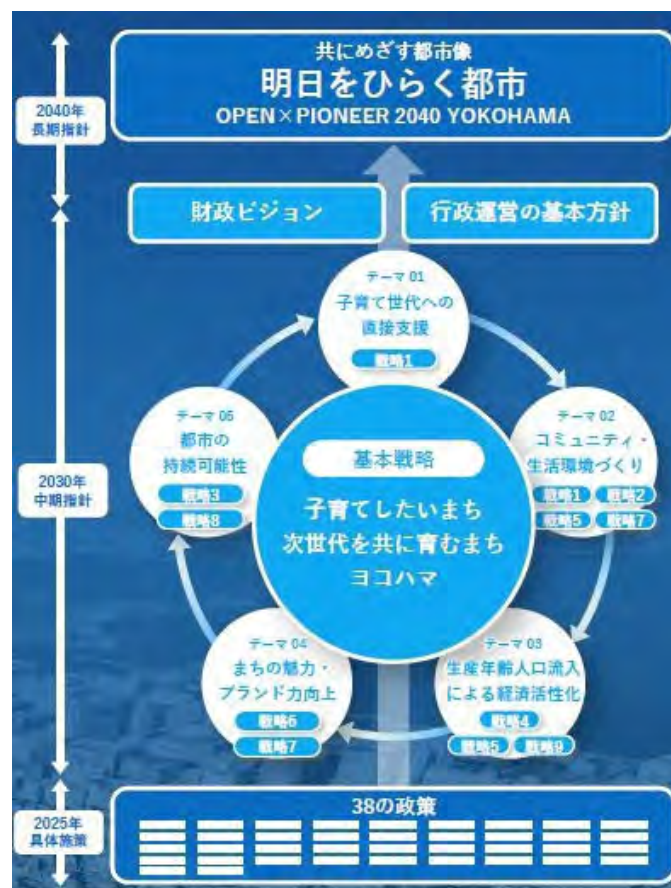 共にめざす都市像
明日をひらく都市
OPEN×PIONEER 2040 YOKOHAMA
2040年
長期指針
財政ビジョン
行政運営の基本方針
テーマ 01
子育て世代への
直接支援
戦略1
テーマ 02
コミュニティ・
生活環境づくり
戦略1 戦略2
戦略5 戦略7
テーマ 05
都市の
持続可能性
戦略3
戦略8
2030年
中期指針
基本戦略
子育てしたいまち
次世代を共に育むまち
ヨコハマ
テーマ 04
まちの魅力・
ブランド力向上
戦略6
戦略7
テーマ 03
生産年齢人口流入
による経済活性化
戦略4
戦略5 戦略9
2025年
具体施策
38の政策